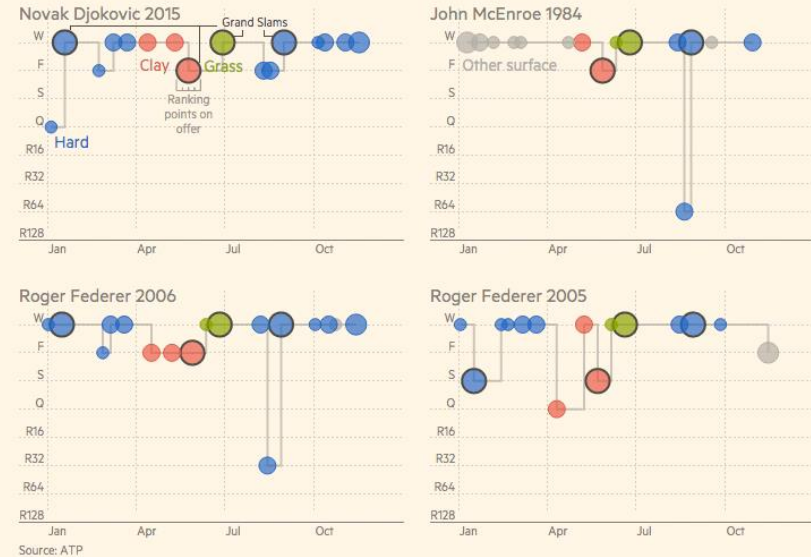 Novak Djokovic 2015
Grand Slams
W
F
S
Q
R16
R32
R64
R128
Clay
Grass
Ranking
points on
offer
Hard
Jan
Apr
Jul
Oct
John McEnroe 1984
W
F
S
Q
R16
R32
R64
R128
Other surface
Jan
Apr
Jul
Oct
Roger Federer 2006
W
F
S
Q
R16
R32
R64
R128
Jan
Apr
Jul
Oct
Roger Federer 2005
W
F
S
Q
R16
R32
R64
R128
Jan
Apr
Jul
Oct
Source: ATP